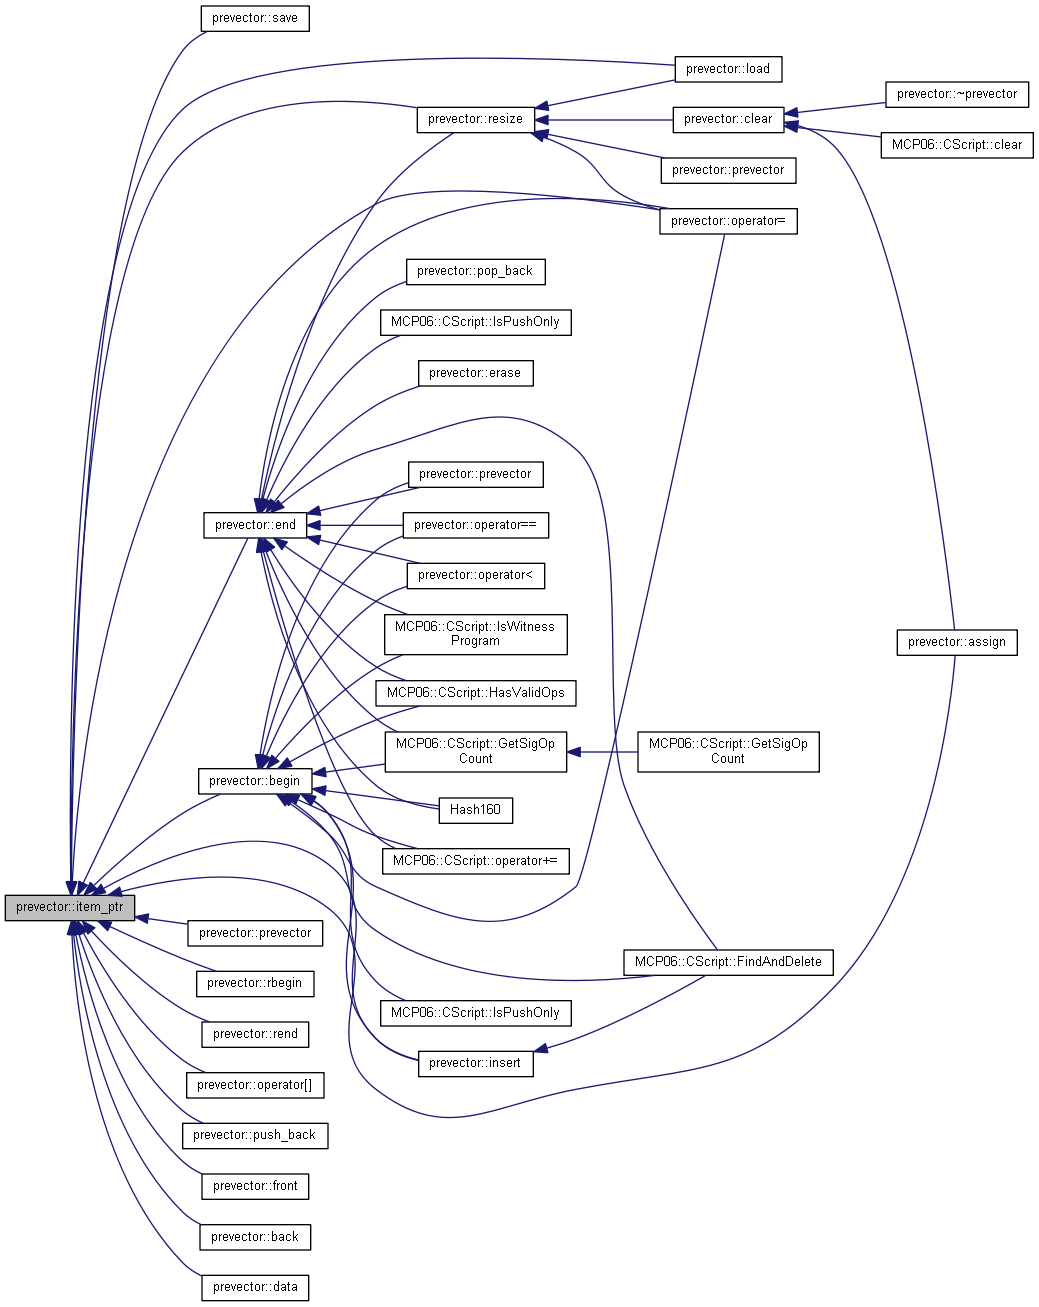 prevector::save
prevector::load
prevector::~prevector
prevector::resize
prevector::clear
MCP06::CScript::clear
prevector::prevector
prevector::operator=
prevector::pop_back
MCP06::CScript::IsPushOnly
prevector::erase
prevector::prevector
prevector::end
prevector::operator==
prevector::operator<
MCP06::CScript::IsWitness
Program
prevector::assign
MCP06::CScript::HasValidOps
MCP06::CScript::GetSigOp
Count
MCP06::CScript::GetSigOp
Count
prevector::begin
Hash160
MCP06::CScript::operator+=
prevector::item_ptr
prevector::prevector
MCP06::CScript::FindAndDelete
prevector::rbegin
MCP06::CScript::IsPushOnly
prevector::rend
prevector::insert
prevector::operator[]
prevector::push_back
prevector::front
prevector::back
prevector::data